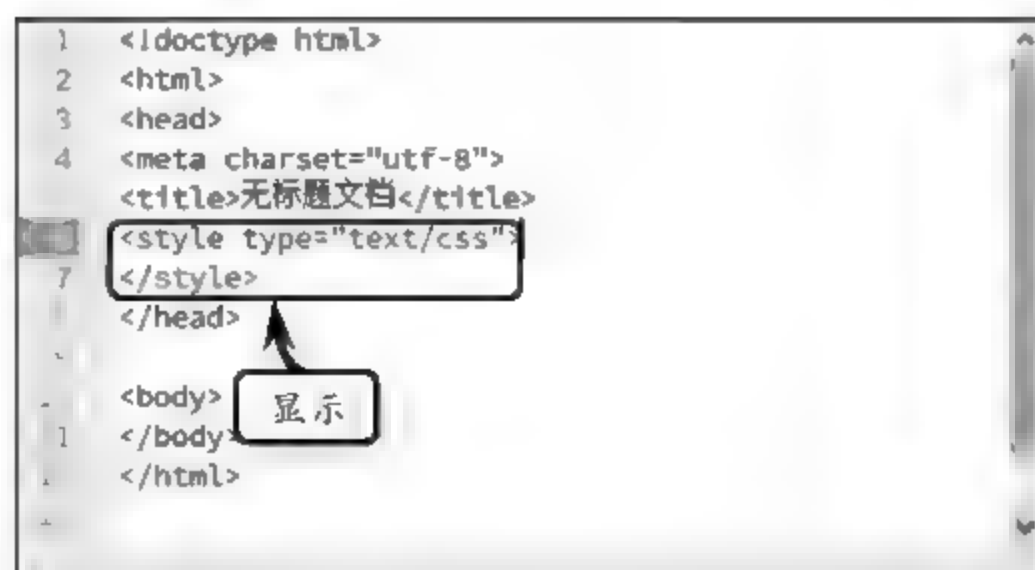 1 <!doctype html>
2 <html>
3 <head>
4 <meta charset="utf-8">
<title>无标题文档</title>
<style type="text/css">
7 </style>
</head>
<body>
显示
1 </body>
</html>